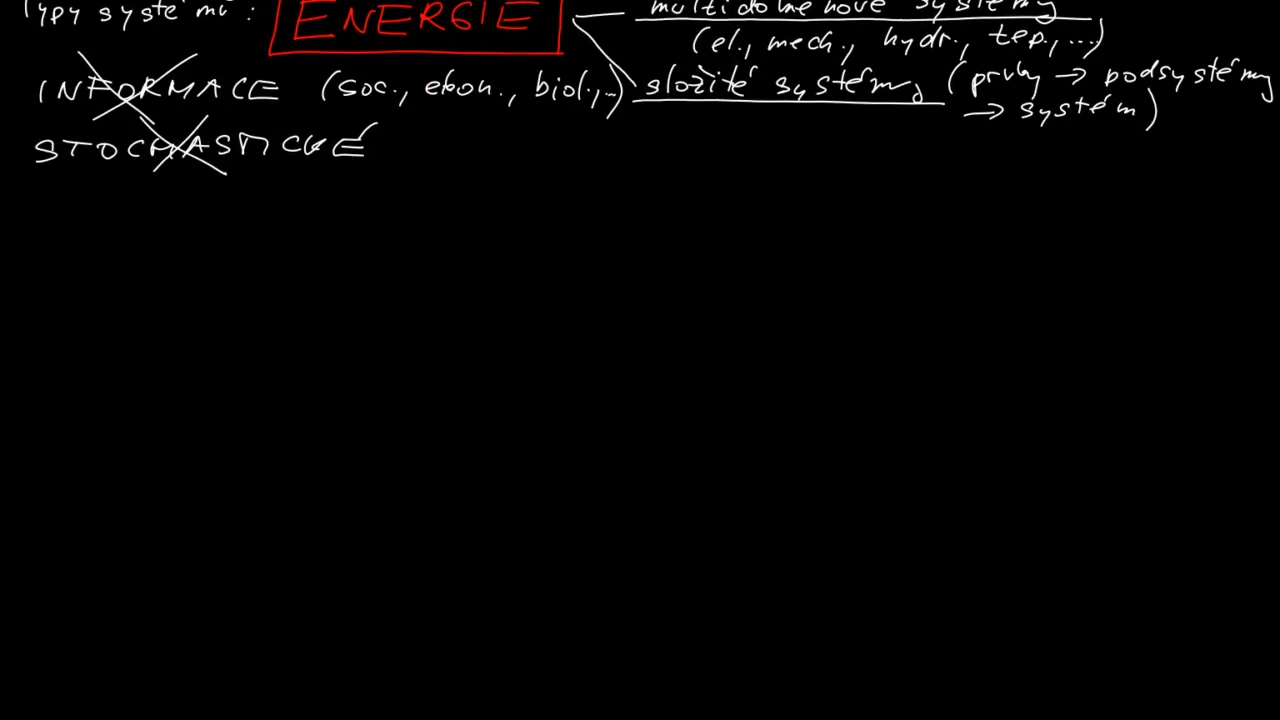 Typy systémů: ENERGIE multidoménové systémy
(el., mech., hydr., tep., ...)
INFORMACE (soc., ekon., biol., ..) složité systémy (prvky → podsystémy
→ systém)
STOCHASTICKÉ